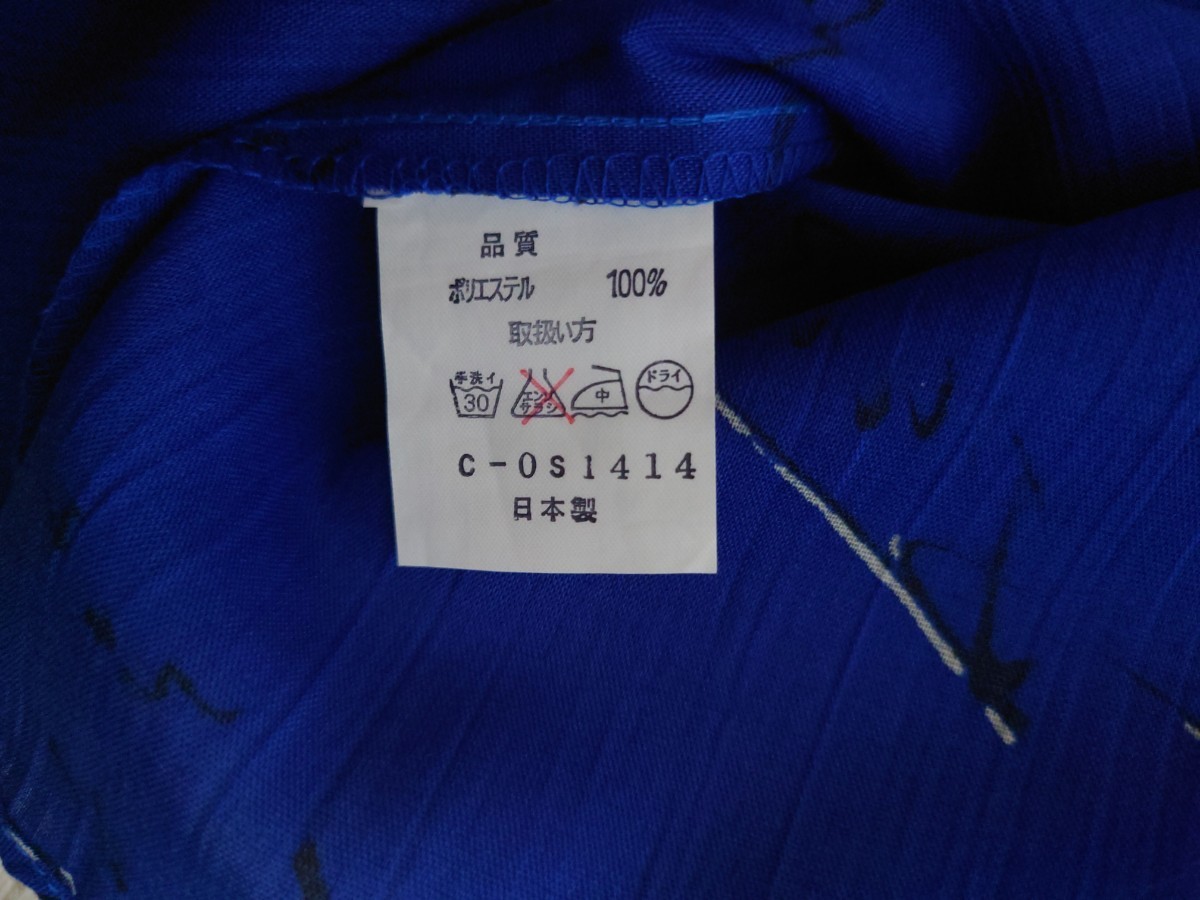 品質
ポリエステル 100%
取扱い方
手洗イ 30 エンソサラシ 中 ドライ
C-OS1414
日本製